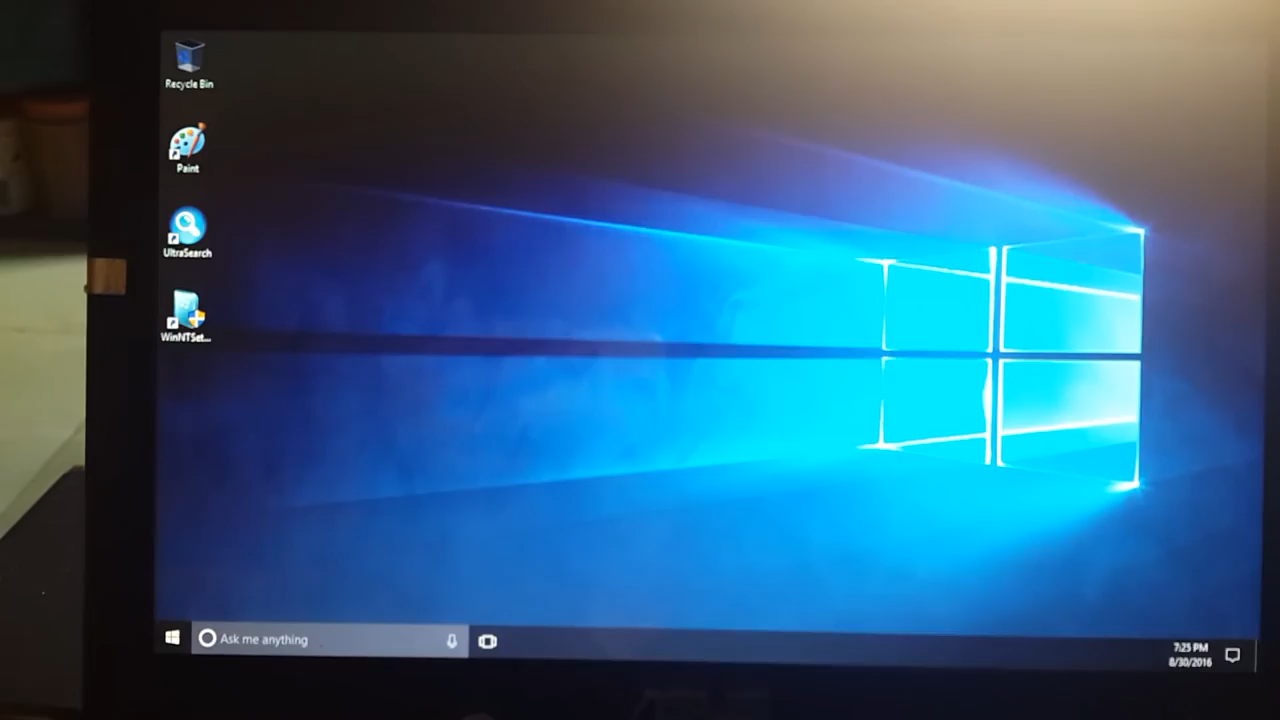 Recycle Bin
Paint
UltraSearch
WinNTSet...
Ask me anything
7:25 PM
8/30/2016